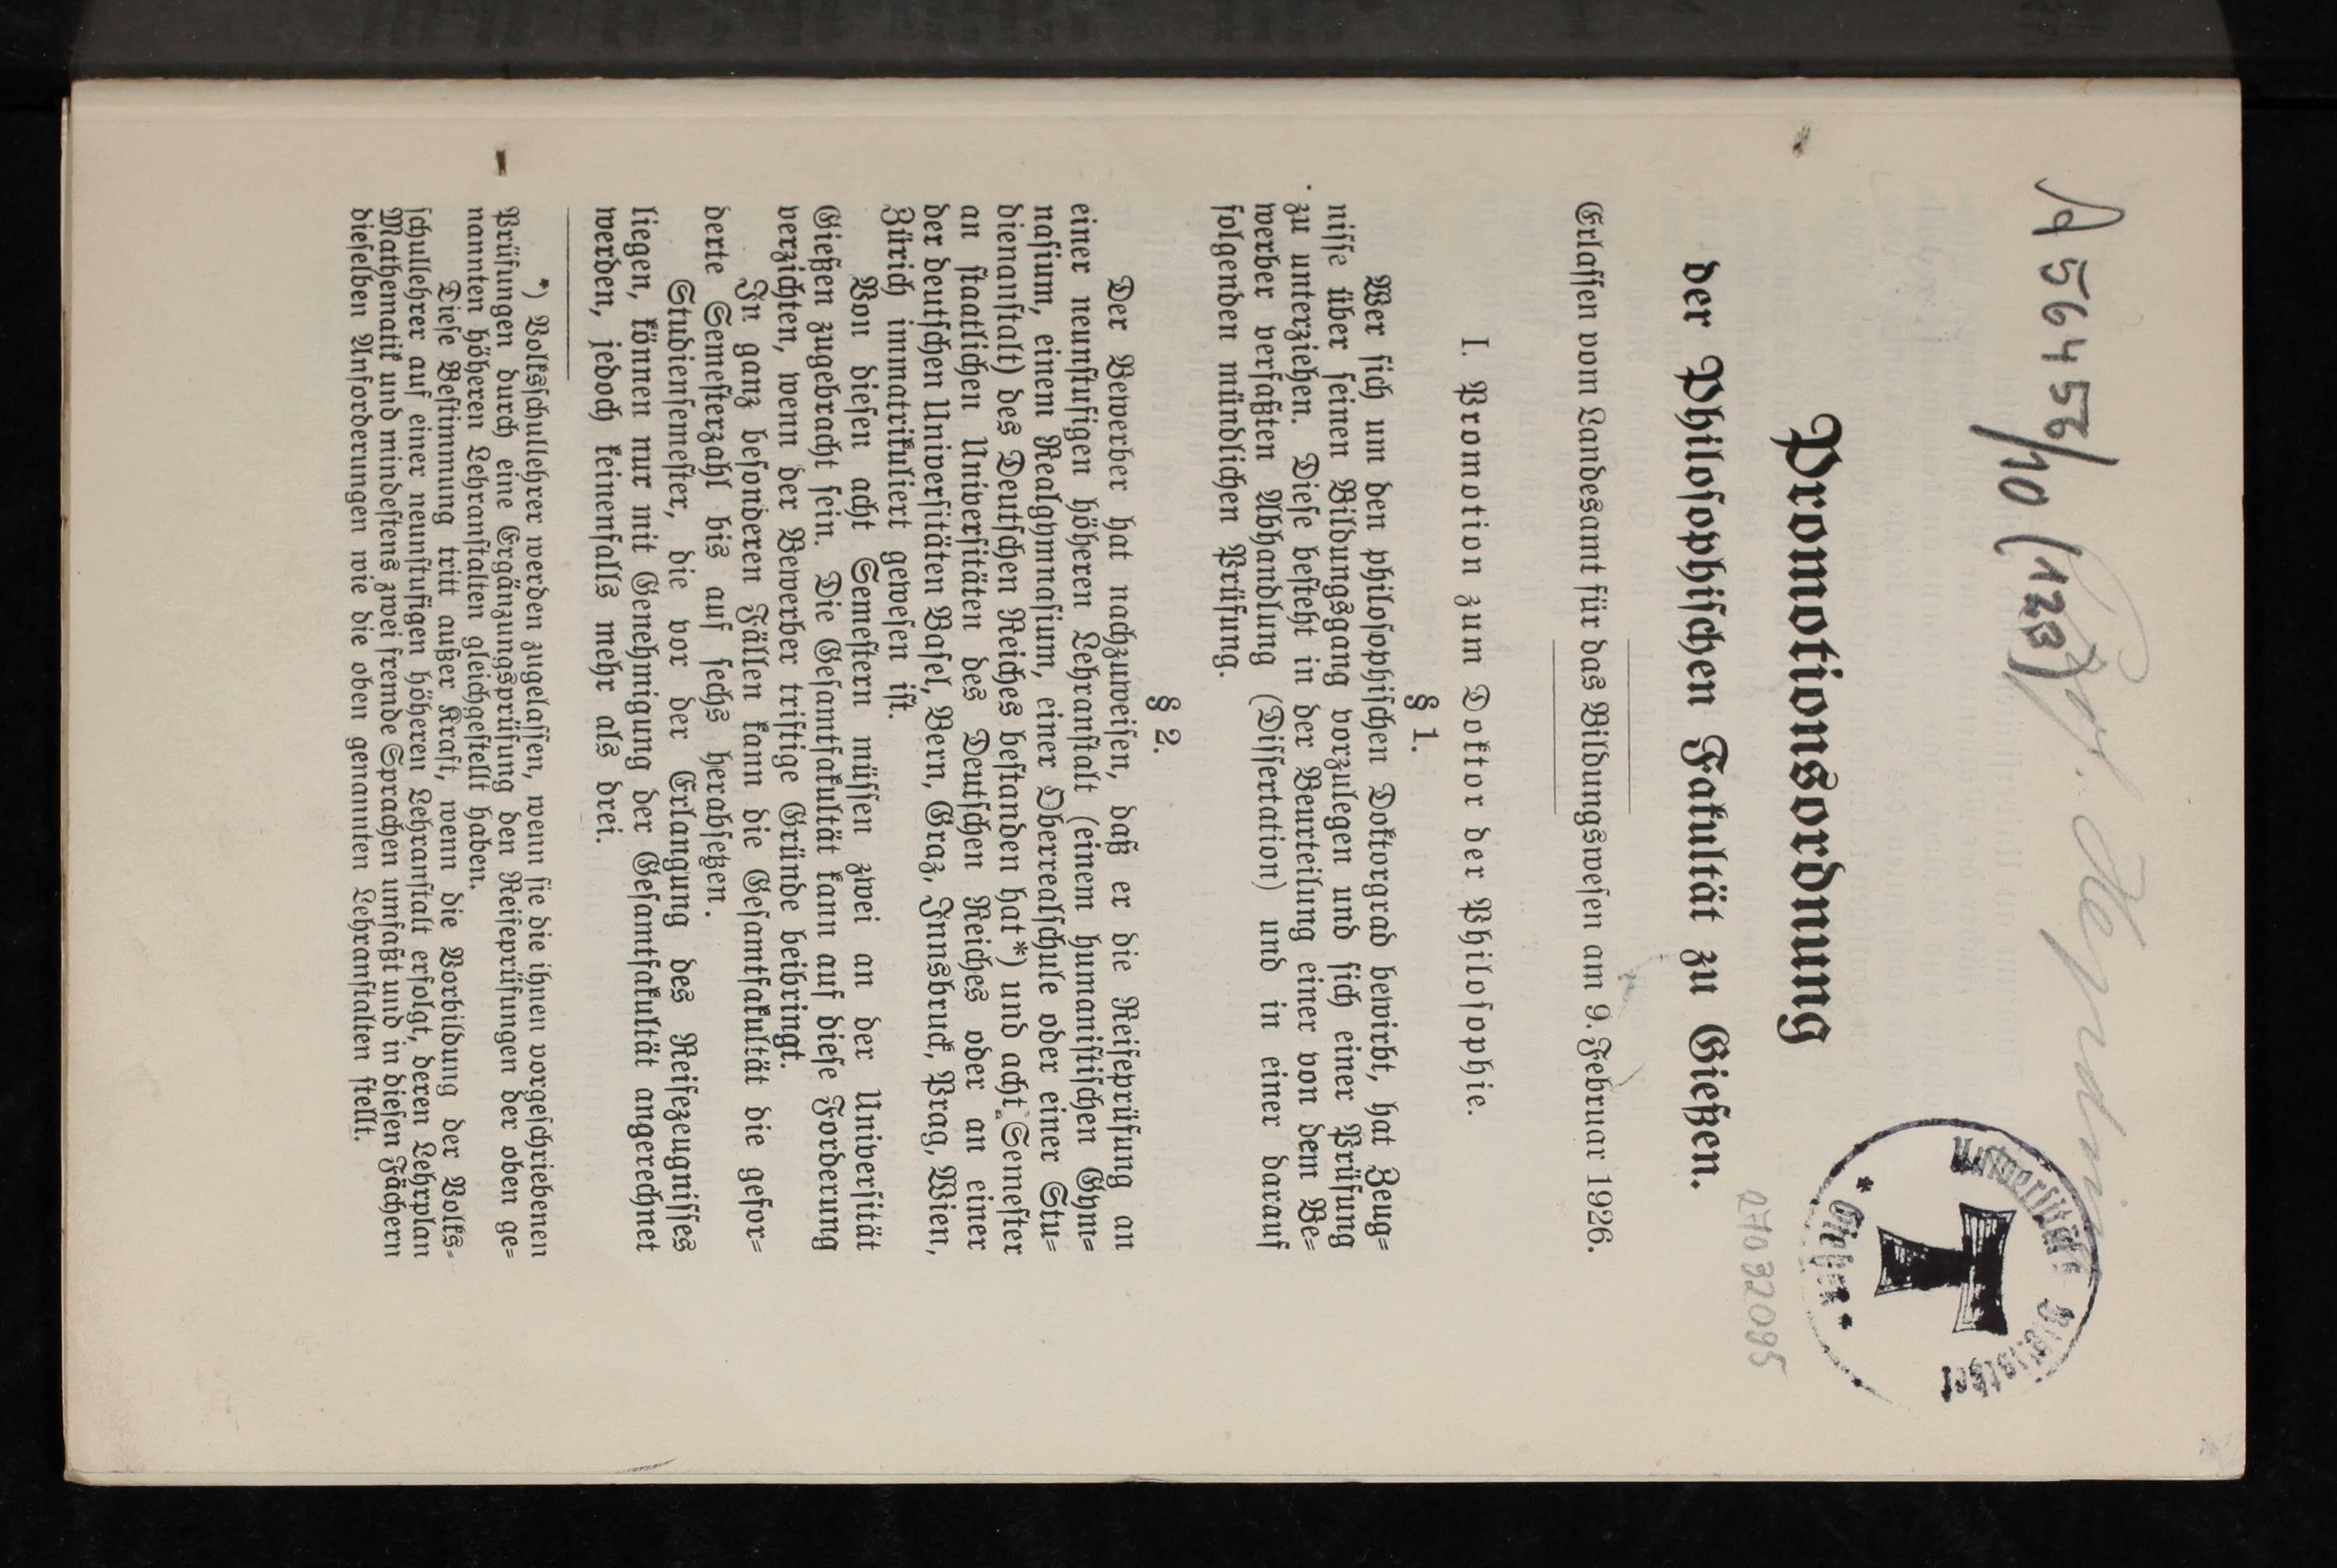 A 56456/10 (123)
Universitäts Bibliothek
* Gießen *
2710322095
Promotionsordnung
der Philosophischen Fakultät zu Gießen.
Erlassen vom Landesamt für das Bildungswesen am 9. Februar 1926.
I. Promotion zum Doktor der Philosophie.
§ 1.
Wer sich um den philosophischen Doktorgrad bewirbt, hat Zeug-
nisse über seinen Bildungsgang vorzulegen und sich einer Prüfung
zu unterziehen. Diese besteht in der Beurteilung einer von dem Be-
werber verfaßten Abhandlung (Dissertation) und in einer darauf
folgenden mündlichen Prüfung.
§ 2.
Der Bewerber hat nachzuweisen, daß er die Reifeprüfung an
einer neunstufigen höheren Lehranstalt (einem humanistischen Gym-
nasium, einem Realgymnasium, einer Oberrealschule oder einer Stu-
dienanstalt) des Deutschen Reiches bestanden hat*) und acht Semester
an staatlichen Universitäten des Deutschen Reiches oder an einer
der deutschen Universitäten Basel, Bern, Graz, Innsbruck, Prag, Wien,
Zürich immatrikuliert gewesen ist.
Von diesen acht Semestern müssen zwei an der Universität
Gießen zugebracht sein. Die Gesamtfakultät kann auf diese Forderung
verzichten, wenn der Bewerber triftige Gründe beibringt.
In ganz besonderen Fällen kann die Gesamtfakultät die gefor-
derte Semesterzahl bis auf sechs herabsetzen.
Studiensemester, die vor der Erlangung des Reifezeugnisses
liegen, können nur mit Genehmigung der Gesamtfakultät angerechnet
werden, jedoch keinenfalls mehr als drei.
*) Volksschullehrer werden zugelassen, wenn sie die ihnen vorgeschriebenen
Prüfungen durch eine Ergänzungsprüfung den Reifeprüfungen der oben ge-
nannten höheren Lehranstalten gleichgestellt haben.
Diese Bestimmung tritt außer Kraft, wenn die Vorbildung der Volks-
schullehrer auf einer neunstufigen höheren Lehranstalt erfolgt, deren Lehrplan
Mathematik und mindestens zwei fremde Sprachen umfaßt und in diesen Fächern
dieselben Anforderungen wie die oben genannten Lehranstalten stellt.